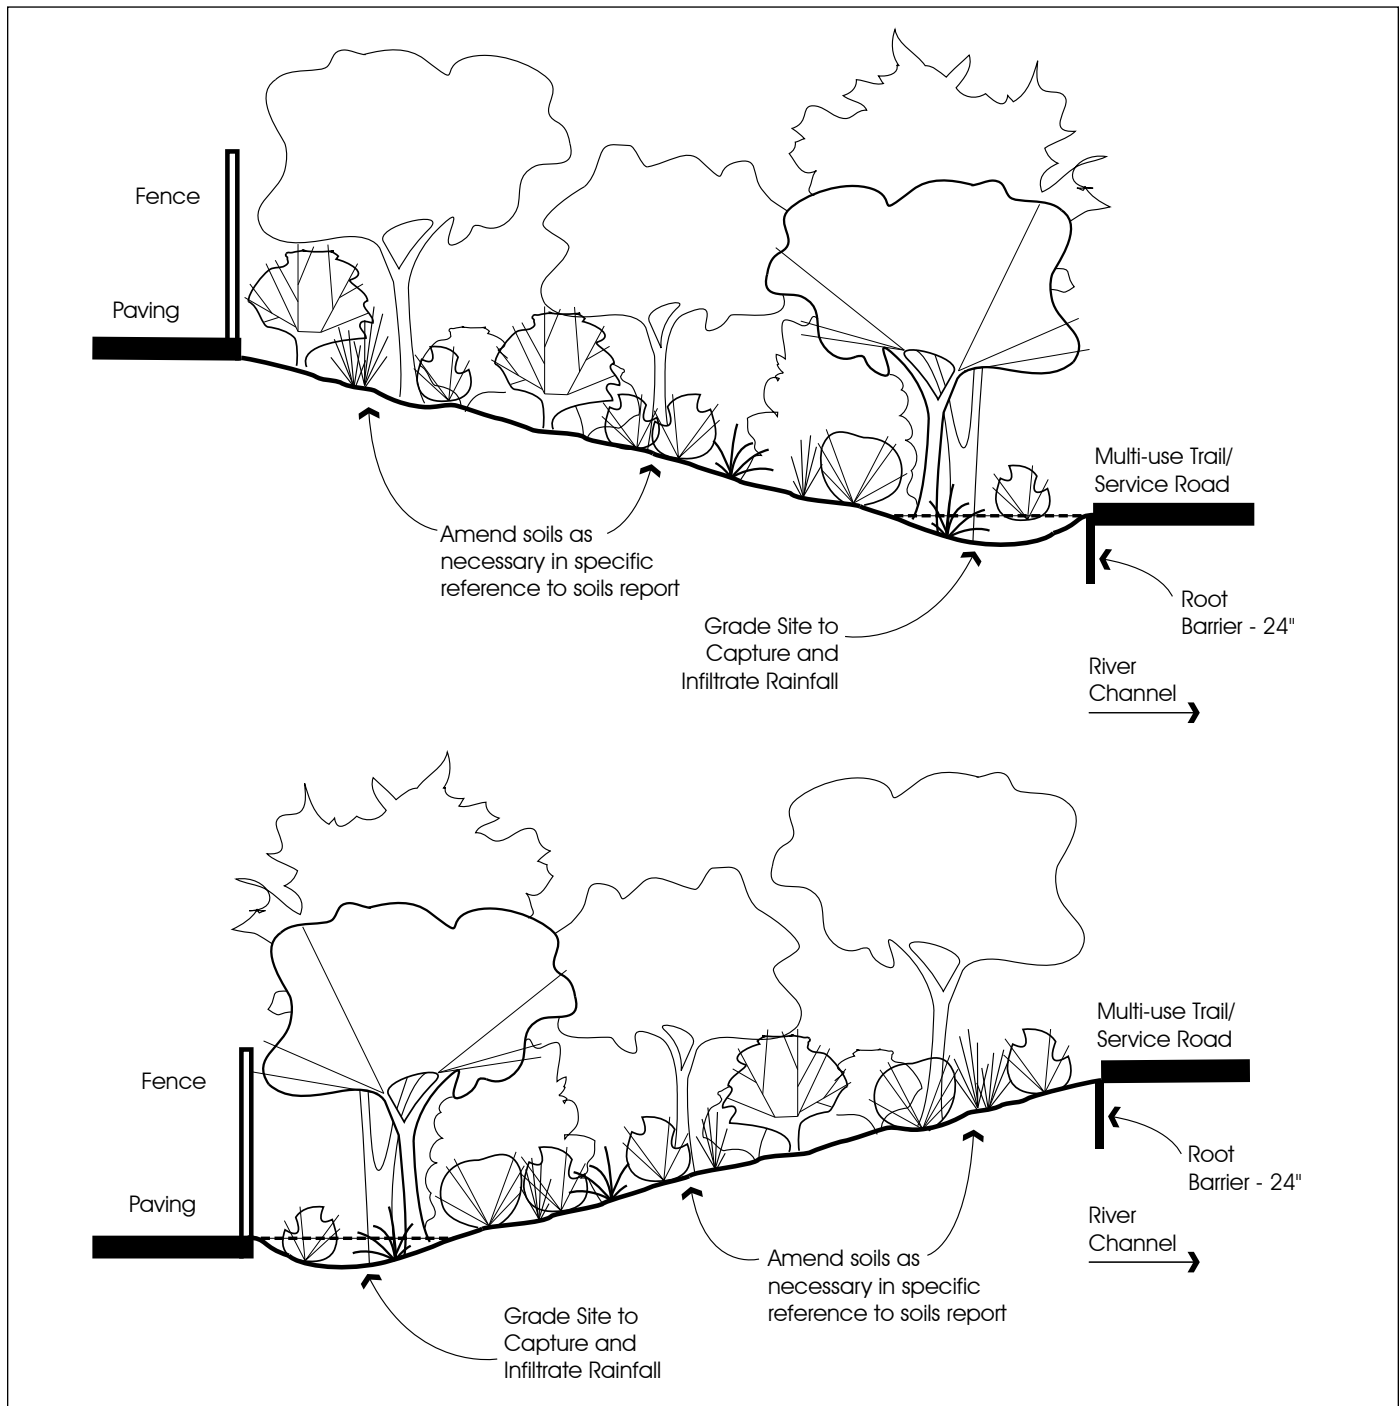 Fence
Paving
Multi-use Trail/
Service Road
Amend soils as
necessary in specific
reference to soils report
Root
Barrier - 24"
Grade Site to
Capture and
Infiltrate Rainfall
River
Channel
Multi-use Trail/
Service Road
Fence
Root
Barrier - 24"
Paving
River
Channel
Amend soils as
necessary in specific
reference to soils report
Grade Site to
Capture and
Infiltrate Rainfall